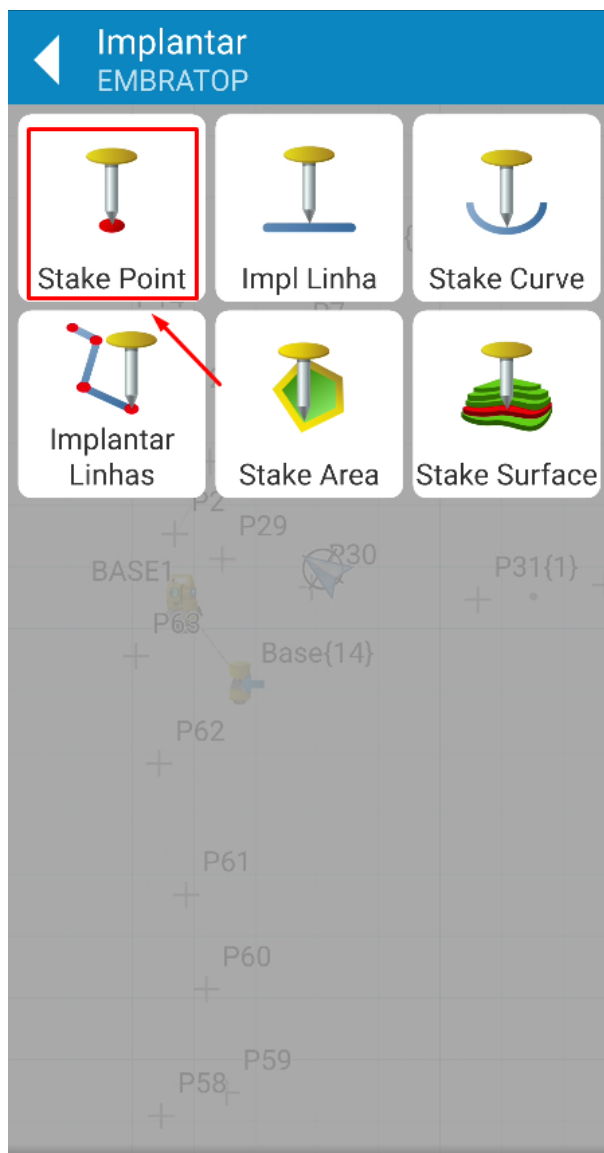 Implantar
EMBRATOP
Stake Point
Impl Linha
Stake Curve
Implantar
Linhas
Stake Area
Stake Surface
P29
P30
BASE1
P31{1}
P63
Base{14}
P62
P61
P60
P59
P58